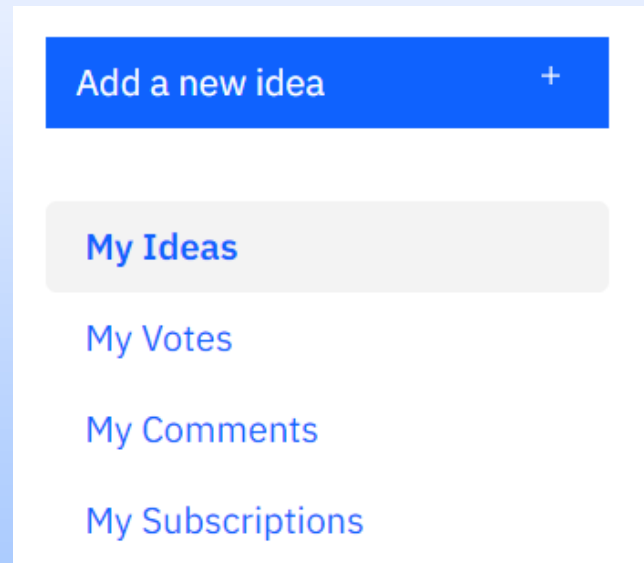 Add a new idea +
My Ideas
My Votes
My Comments
My Subscriptions